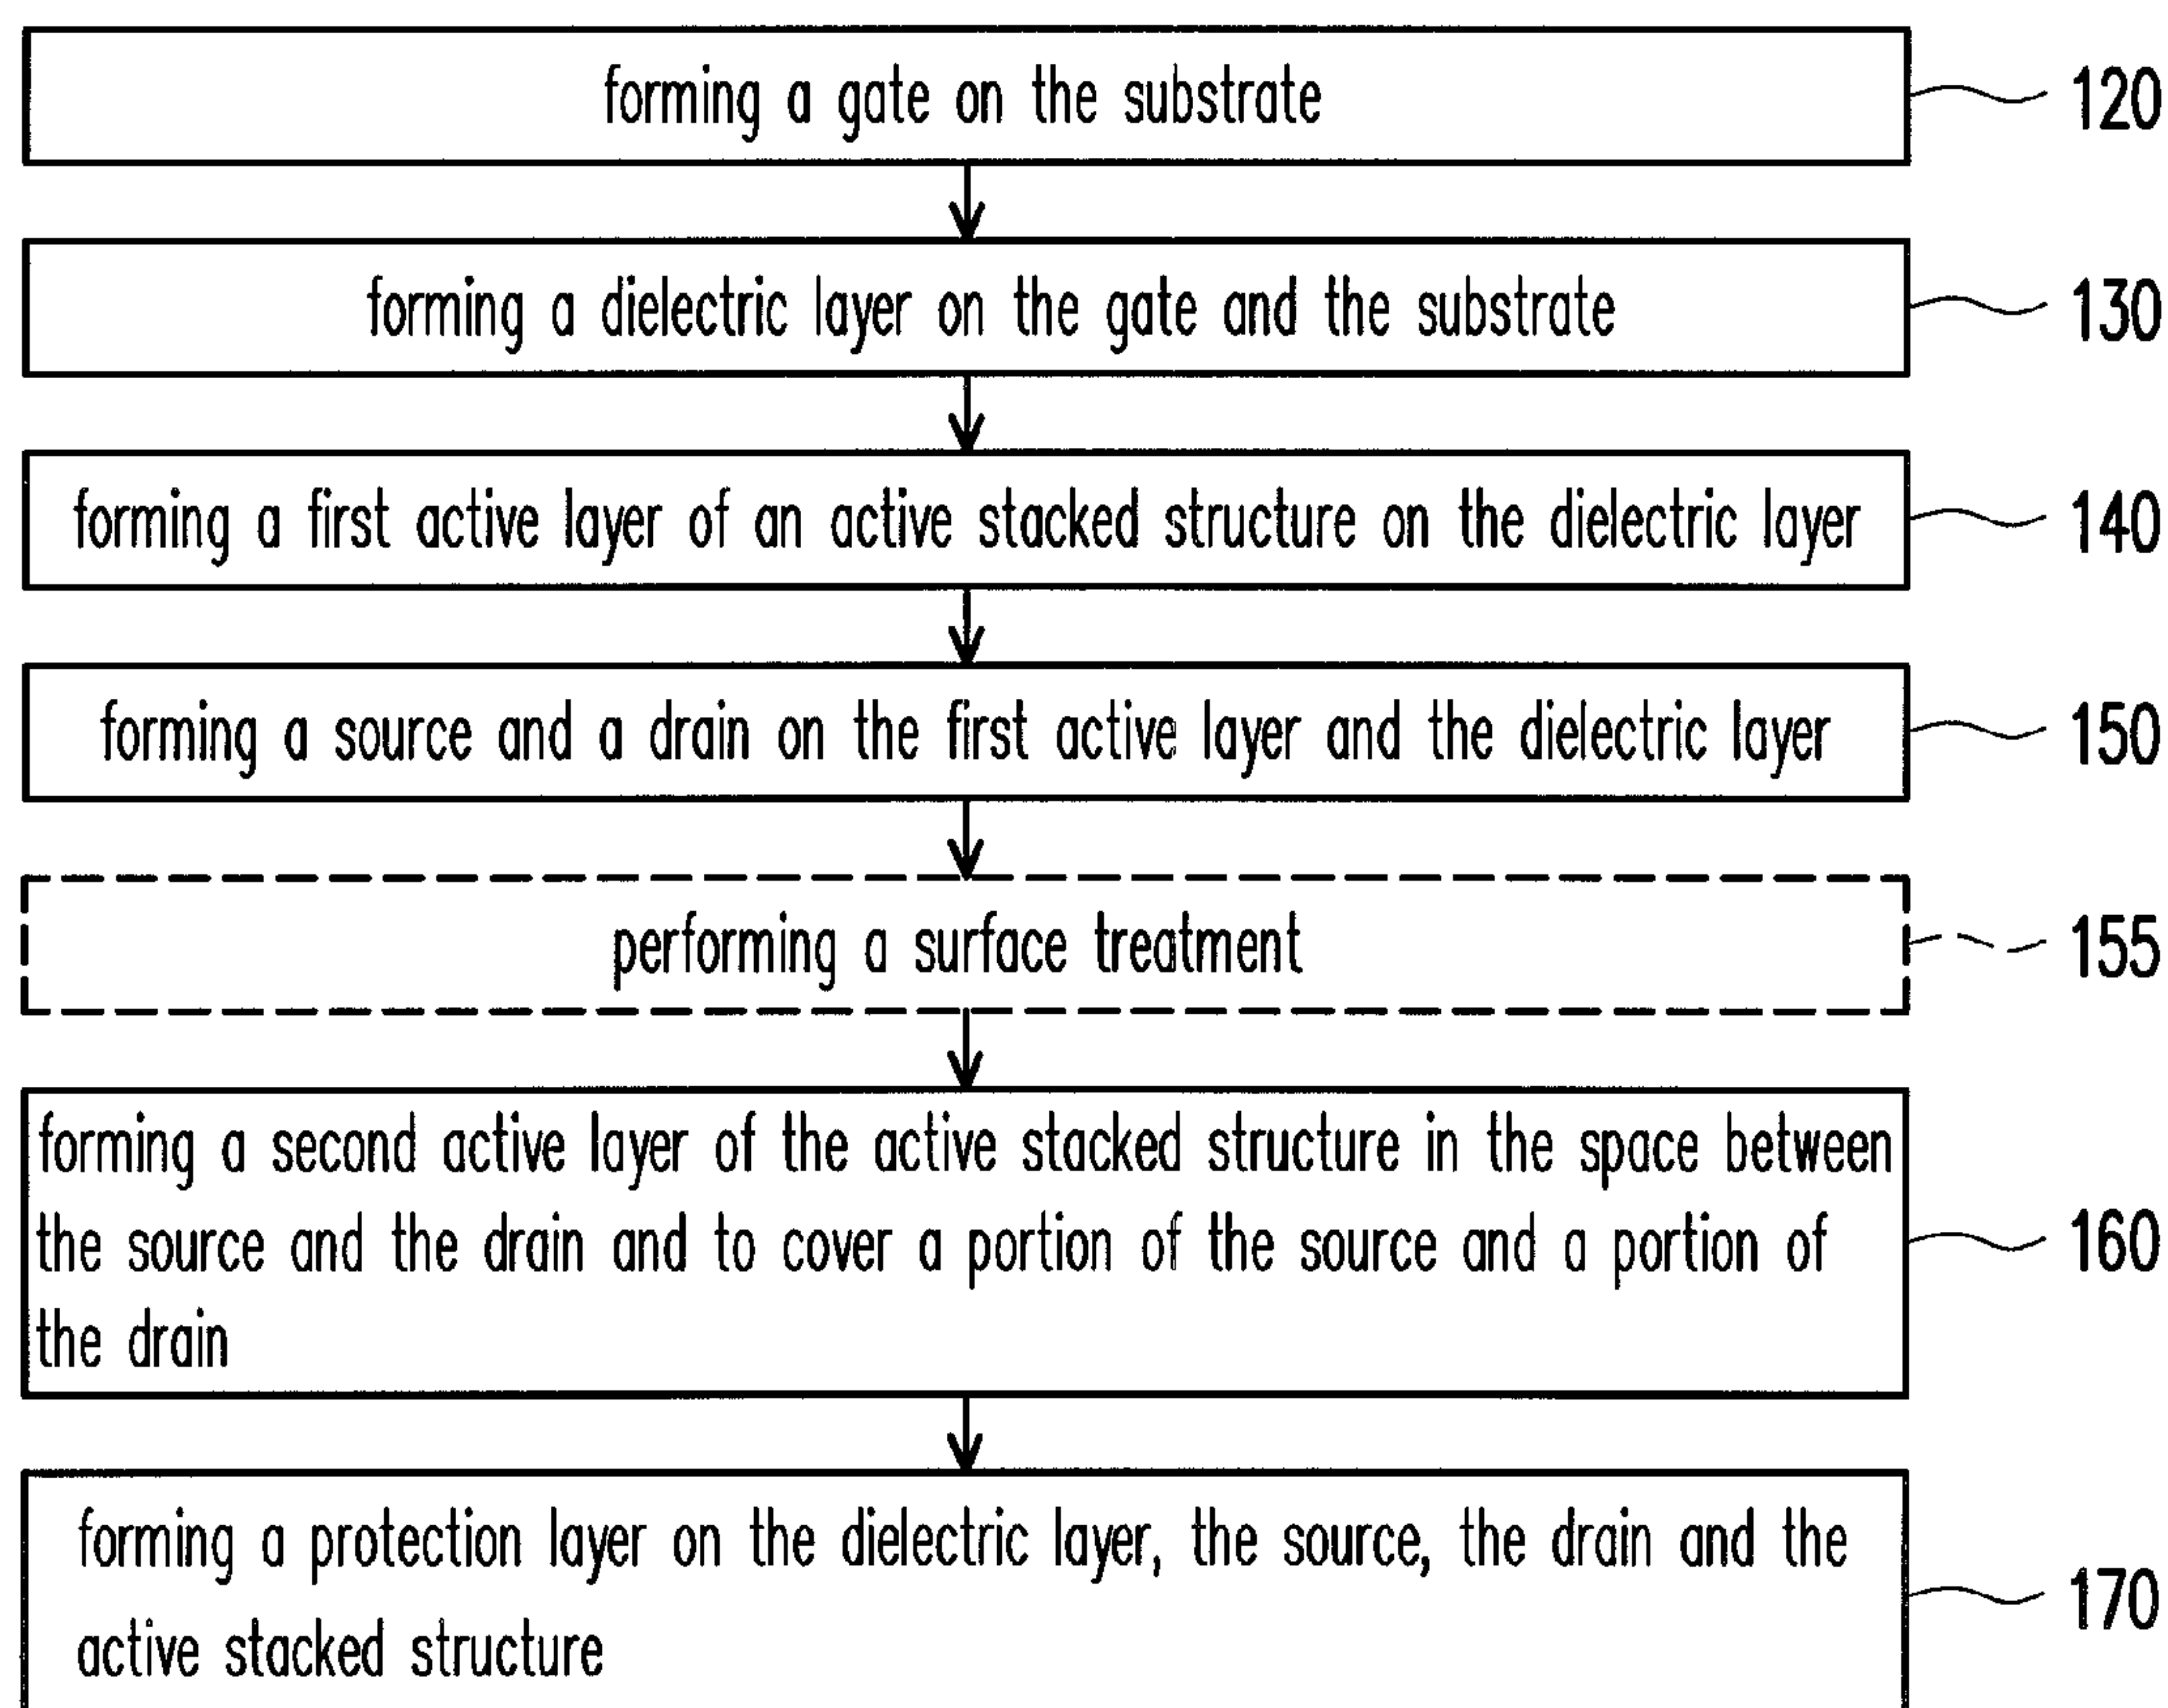 forming a gate on the substrate
120
forming a dielectric layer on the gate and the substrate
130
forming a first active layer of an active stacked structure on the dielectric layer
140
forming a source and a drain on the first active layer and the dielectric layer
150
performing a surface treatment
155
forming a second active layer of the active stacked structure in the space between
the source and the drain and to cover a portion of the source and a portion of
the drain
160
forming a protection layer on the dielectric layer, the source, the drain and the
active stacked structure
170